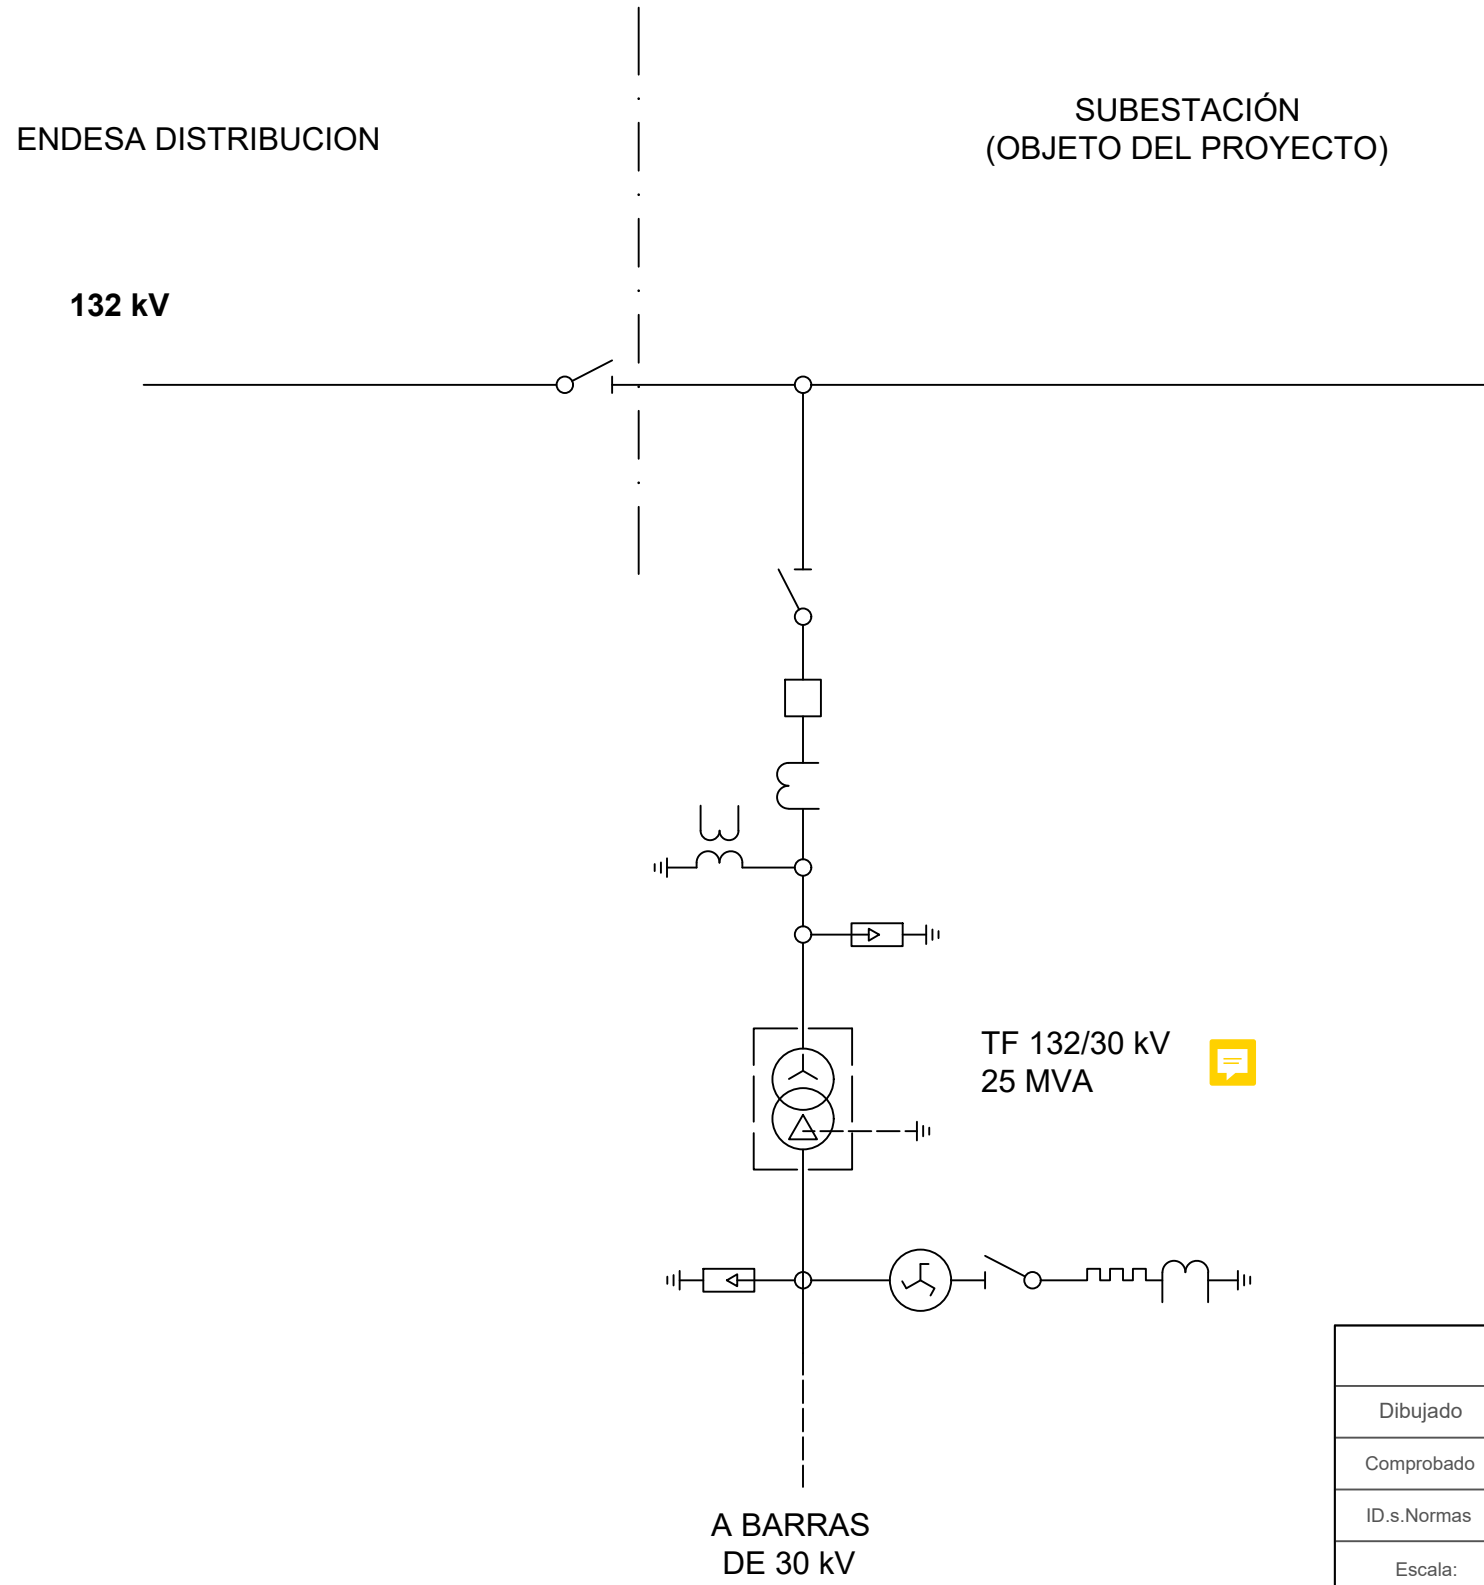 ENDESA DISTRIBUCION
SUBESTACIÓN
(OBJETO DEL PROYECTO)
132 kV
TF 132/30 kV
25 MVA
A BARRAS
DE 30 kV
Dibujado
Comprobado
ID.s.Normas
Escala: